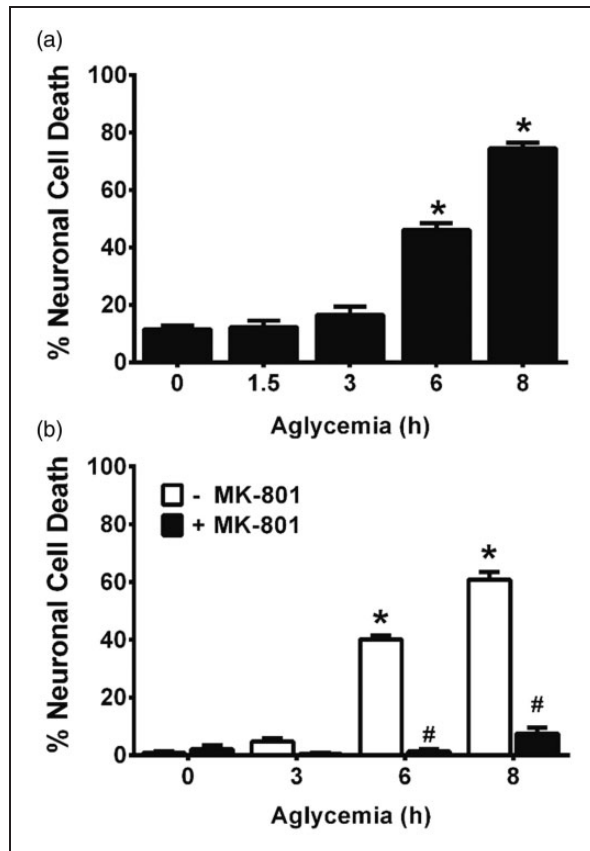 (a)
% Neuronal Cell Death
100
80
60
40
20
0
*
*
0 1.5 3 6 8
Aglycemia (h)
(b)
% Neuronal Cell Death
100
80
60
40
20
0
- MK-801
+ MK-801
*
#
*
#
0 3 6 8
Aglycemia (h)